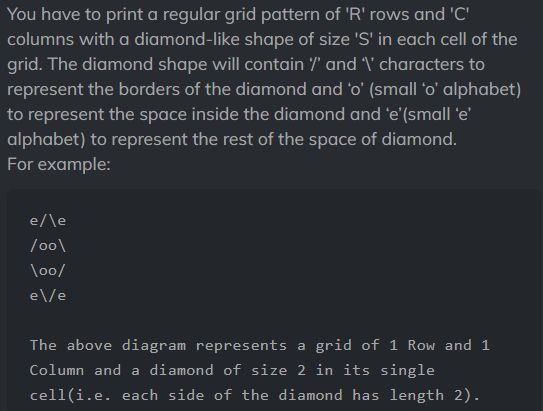 You have to print a regular grid pattern of 'R' rows and 'C'
columns with a diamond-like shape of size 'S' in each cell of the
grid. The diamond shape will contain ‘/’ and ‘\’ characters to
represent the borders of the diamond and ‘o’ (small ‘o’ alphabet)
to represent the space inside the diamond and ‘e’(small ‘e’
alphabet) to represent the rest of the space of diamond.
For example:
e/\e
/oo\
\oo/
e\/e
The above diagram represents a grid of 1 Row and 1
Column and a diamond of size 2 in its single
cell(i.e. each side of the diamond has length 2).